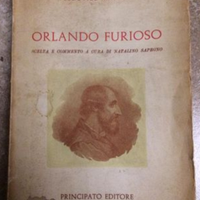 ORLANDO FURIOSO
SCELTA E COMMENTO A CURA DI NATALINO SAPEGNO
PRINCIPATO EDITORE